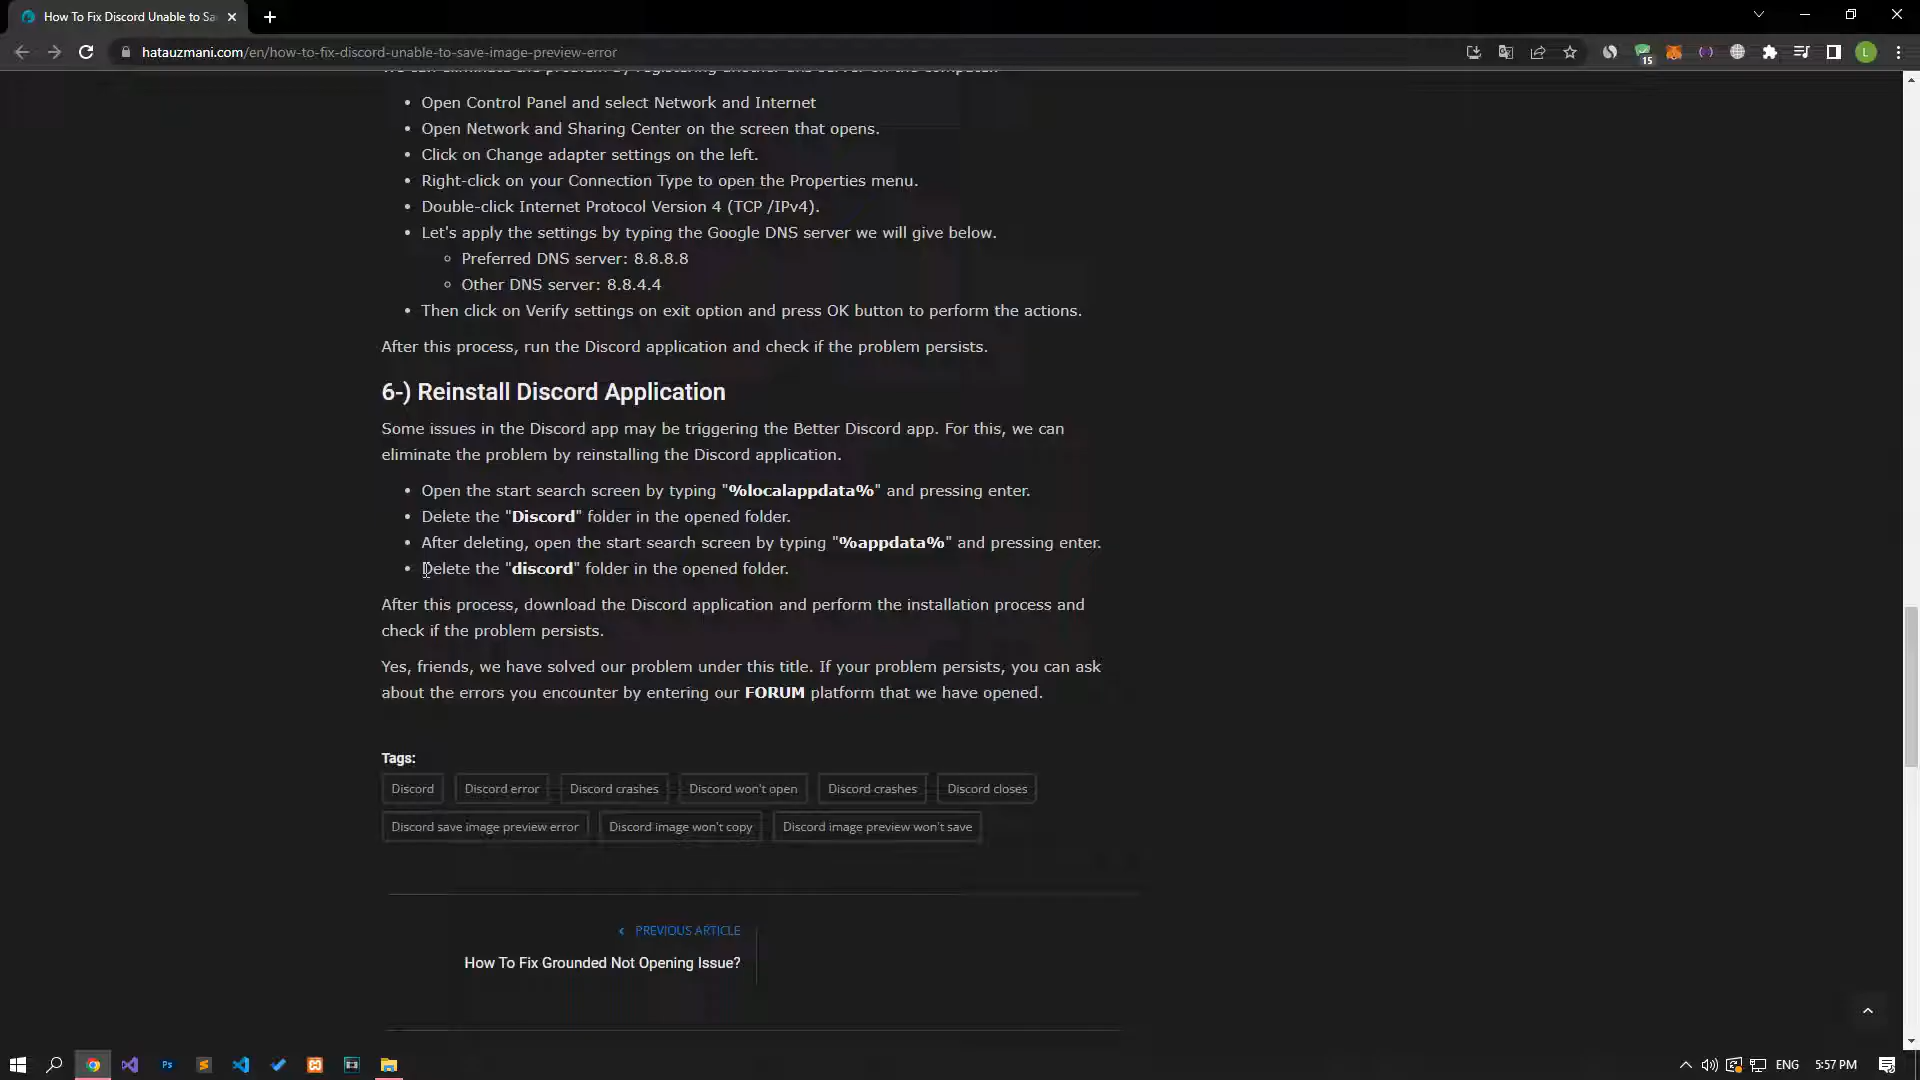 How To Fix Discord Unable to Sa
hatauzmani.com/en/how-to-fix-discord-unable-to-save-image-preview-error
15
L
Open Control Panel and select Network and Internet
Open Network and Sharing Center on the screen that opens.
Click on Change adapter settings on the left.
Right-click on your Connection Type to open the Properties menu.
Double-click Internet Protocol Version 4 (TCP /IPv4).
Let's apply the settings by typing the Google DNS server we will give below.
Preferred DNS server: 8.8.8.8
Other DNS server: 8.8.4.4
Then click on Verify settings on exit option and press OK button to perform the actions.
After this process, run the Discord application and check if the problem persists.
6-) Reinstall Discord Application
Some issues in the Discord app may be triggering the Better Discord app. For this, we can
eliminate the problem by reinstalling the Discord application.
Open the start search screen by typing "%localappdata%" and pressing enter.
Delete the "Discord" folder in the opened folder.
After deleting, open the start search screen by typing "%appdata%" and pressing enter.
Delete the "discord" folder in the opened folder.
After this process, download the Discord application and perform the installation process and
check if the problem persists.
Yes, friends, we have solved our problem under this title. If your problem persists, you can ask
about the errors you encounter by entering our FORUM platform that we have opened.
Tags:
Discord Discord error Discord crashes Discord won't open Discord crashes Discord closes
Discord save image preview error Discord image won't copy Discord image preview won't save
PREVIOUS ARTICLE
How To Fix Grounded Not Opening Issue?
Ps
ENG 5:57 PM